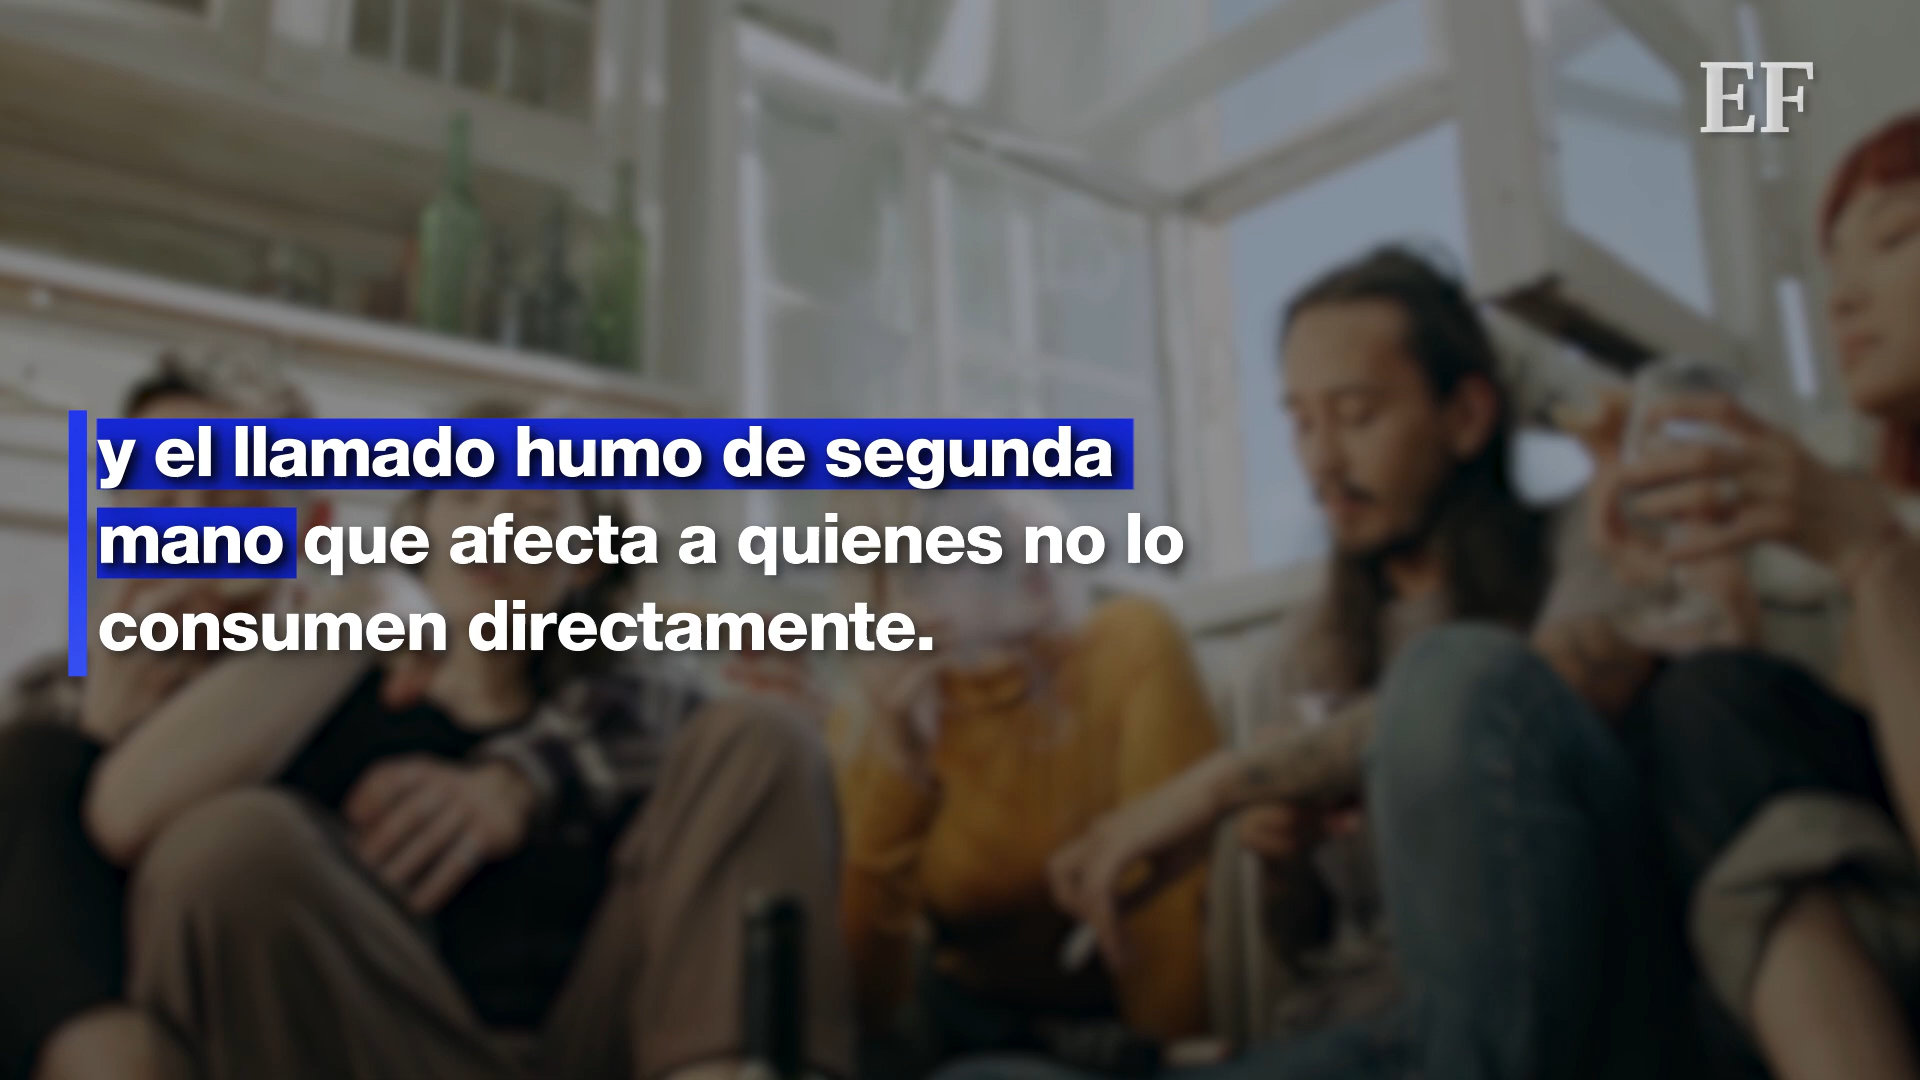 EF
y el llamado humo de segunda
mano que afecta a quienes no lo
consumen directamente.